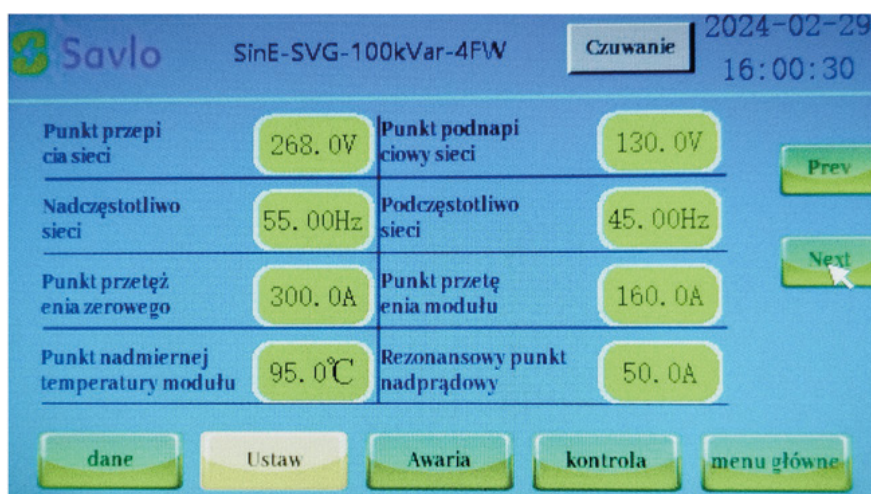 Savlo
SinE-SVG-100kVar-4FW
Czuwanie
2024-02-29
16:00:30
Punkt przepi
cia sieci
268.0V
Punkt podnapi
ciowy sieci
130.0V
Prev
Nadczęstotliwo
sieci
55.00Hz
Podczęstotliwo
sieci
45.00Hz
Next
Punkt przetęż
enia zerowego
300.0A
Punkt przetę
enia modułu
160.0A
Punkt nadmiernej
temperatury modułu
95.0℃
Rezonansowy punkt
nadprądowy
50.0A
dane
Ustaw
Awaria
kontrola
menu główne